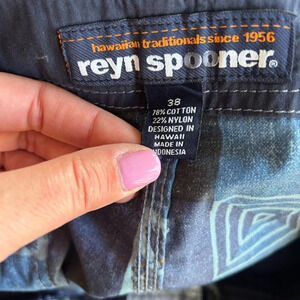 hawaiian traditionals since 1956
reyn spooner®
38
78% COTTON
22% NYLON
DESIGNED IN
HAWAII
MADE IN
INDONESIA